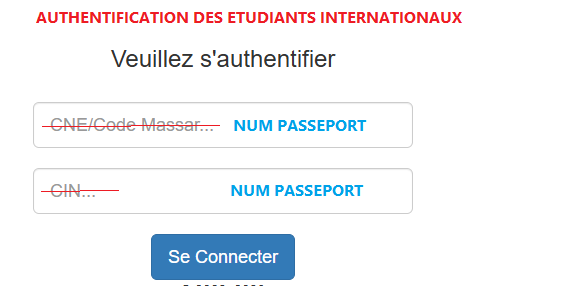 AUTHENTIFICATION DES ETUDIANTS INTERNATIONAUX
Veuillez s'authentifier
CNE/Code Massar... NUM PASSEPORT
CIN... NUM PASSEPORT
Se Connecter